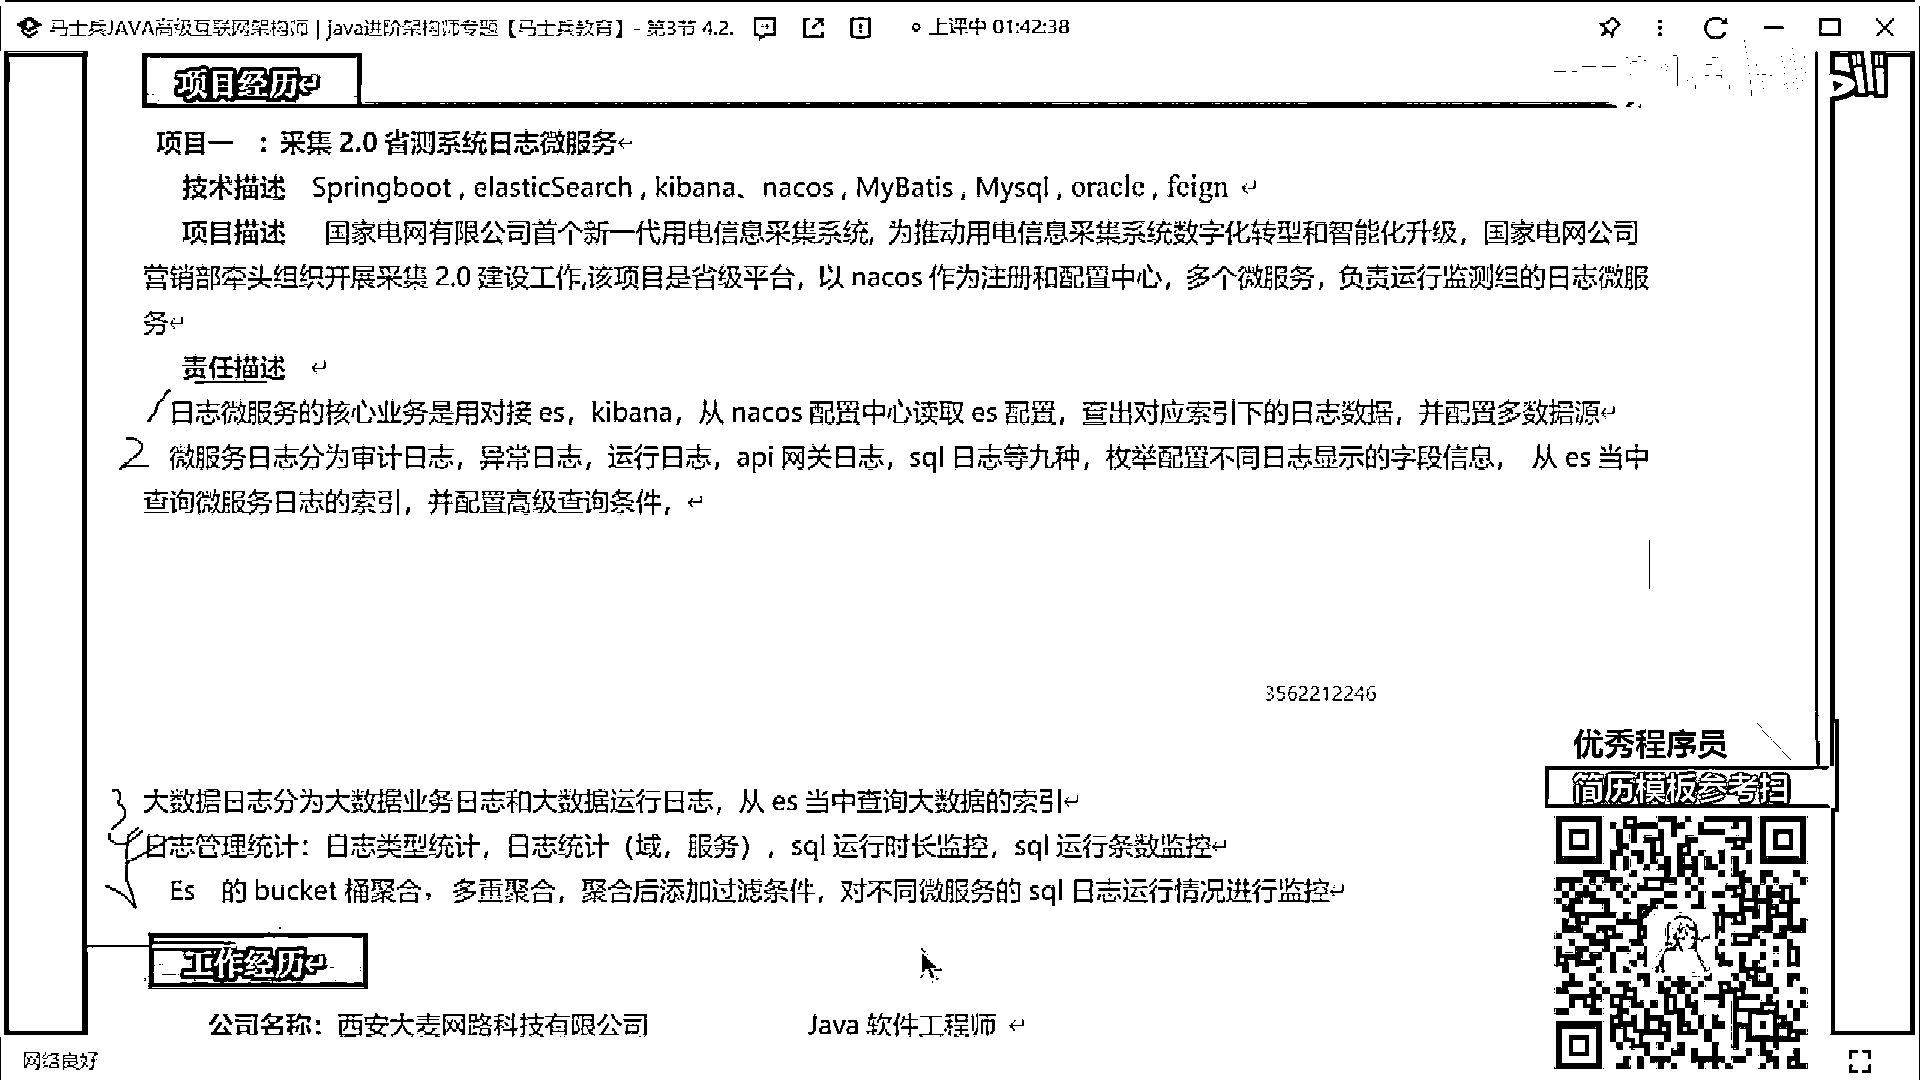 马士兵JAVA高级互联网架构师 | java进阶架构师专题【马士兵教育】- 第3节 4.2. 上评中 01:42:38
项目经历↵
项目一 ：采集 2.0 省测系统日志微服务↵
技术描述 Springboot , elasticSearch , kibana、nacos , MyBatis , Mysql , oracle , feign ↵
项目描述 国家电网有限公司首个新一代用电信息采集系统, 为推动用电信息采集系统数字化转型和智能化升级，国家电网公司
营销部牵头组织开展采集 2.0 建设工作,该项目是省级平台，以 nacos 作为注册和配置中心，多个微服务，负责运行监测组的日志微服
务↵
责任描述 ↵
1 日志微服务的核心业务是用对接 es，kibana，从 nacos 配置中心读取 es 配置，查出对应索引下的日志数据，并配置多数据源↵
2 微服务日志分为审计日志，异常日志，运行日志，api 网关日志，sql 日志等九种，枚举配置不同日志显示的字段信息， 从 es 当中
查询微服务日志的索引，并配置高级查询条件，↵
3562212246
优秀程序员
简历模板参考扫
3 大数据日志分为大数据业务日志和大数据运行日志，从 es 当中查询大数据的索引↵
日志管理统计：日志类型统计，日志统计（域，服务）, sql 运行时长监控，sql 运行条数监控↵
Es 的 bucket 桶聚合，多重聚合，聚合后添加过滤条件，对不同微服务的 sql 日志运行情况进行监控↵
工作经历↵
公司名称：西安大麦网路科技有限公司 Java 软件工程师 ↵
网络良好